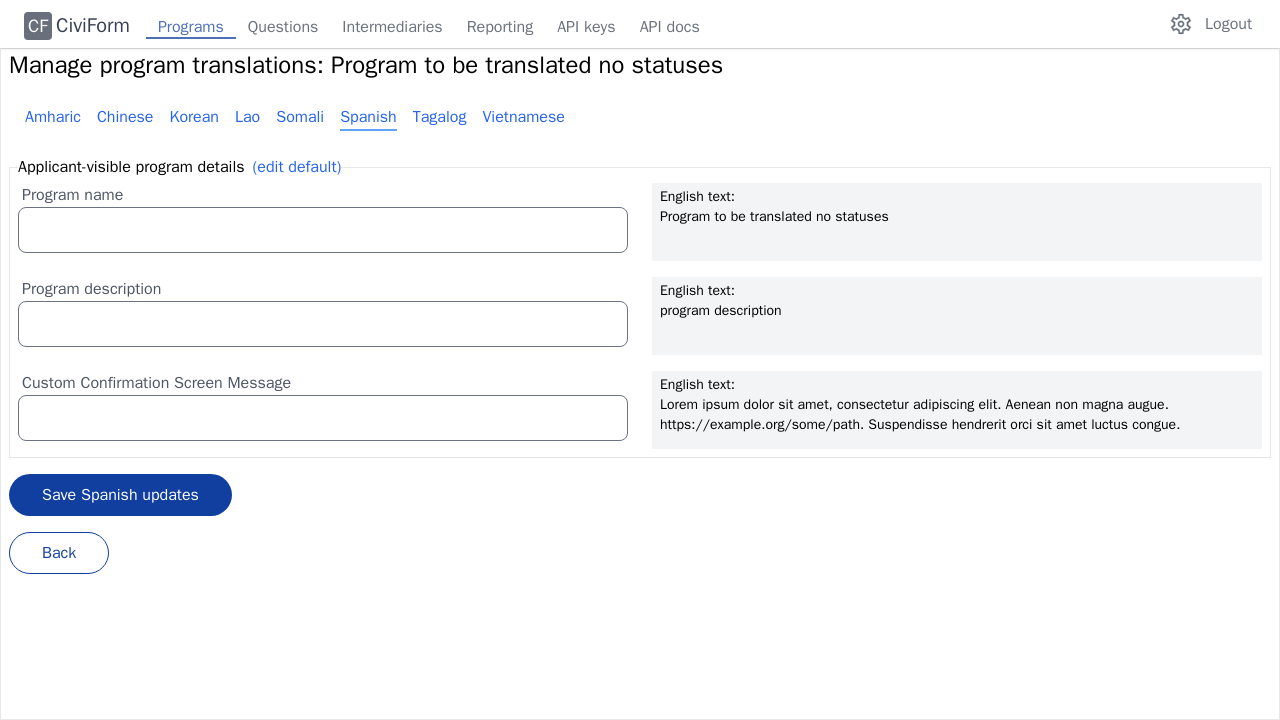 CF CiviForm Programs Questions Intermediaries Reporting API keys API docs Logout
Manage program translations: Program to be translated no statuses
Amharic Chinese Korean Lao Somali Spanish Tagalog Vietnamese
Applicant-visible program details (edit default)
Program name
English text:
Program to be translated no statuses
Program description
English text:
program description
Custom Confirmation Screen Message
English text:
Lorem ipsum dolor sit amet, consectetur adipiscing elit. Aenean non magna augue.
https://example.org/some/path. Suspendisse hendrerit orci sit amet luctus congue.
Save Spanish updates
Back